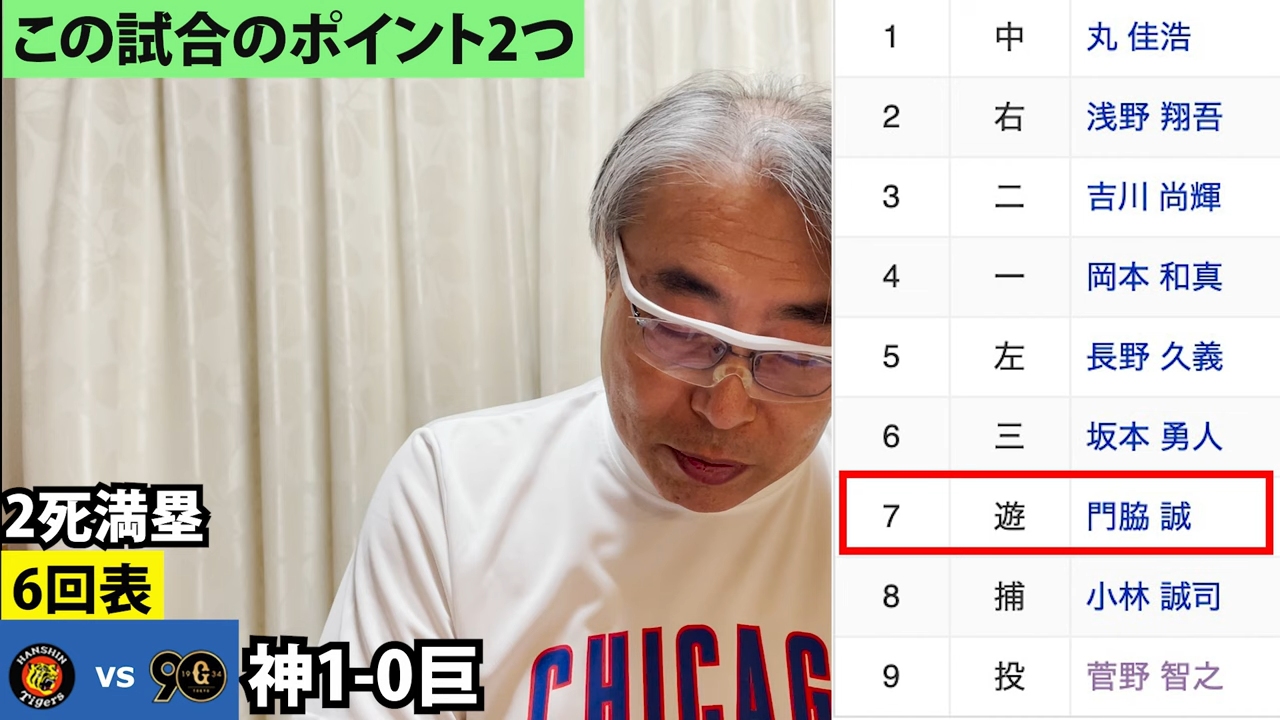 この試合のポイント2つ
2死満塁
6回表
HANSHIN
Tigers
vs
90
19 G 34
TOKYO
神1-0巨
CHICAG
1 中 丸 佳浩
2 右 浅野 翔吾
3 二 吉川 尚輝
4 一 岡本 和真
5 左 長野 久義
6 三 坂本 勇人
7 遊 門脇 誠
8 捕 小林 誠司
9 投 菅野 智之